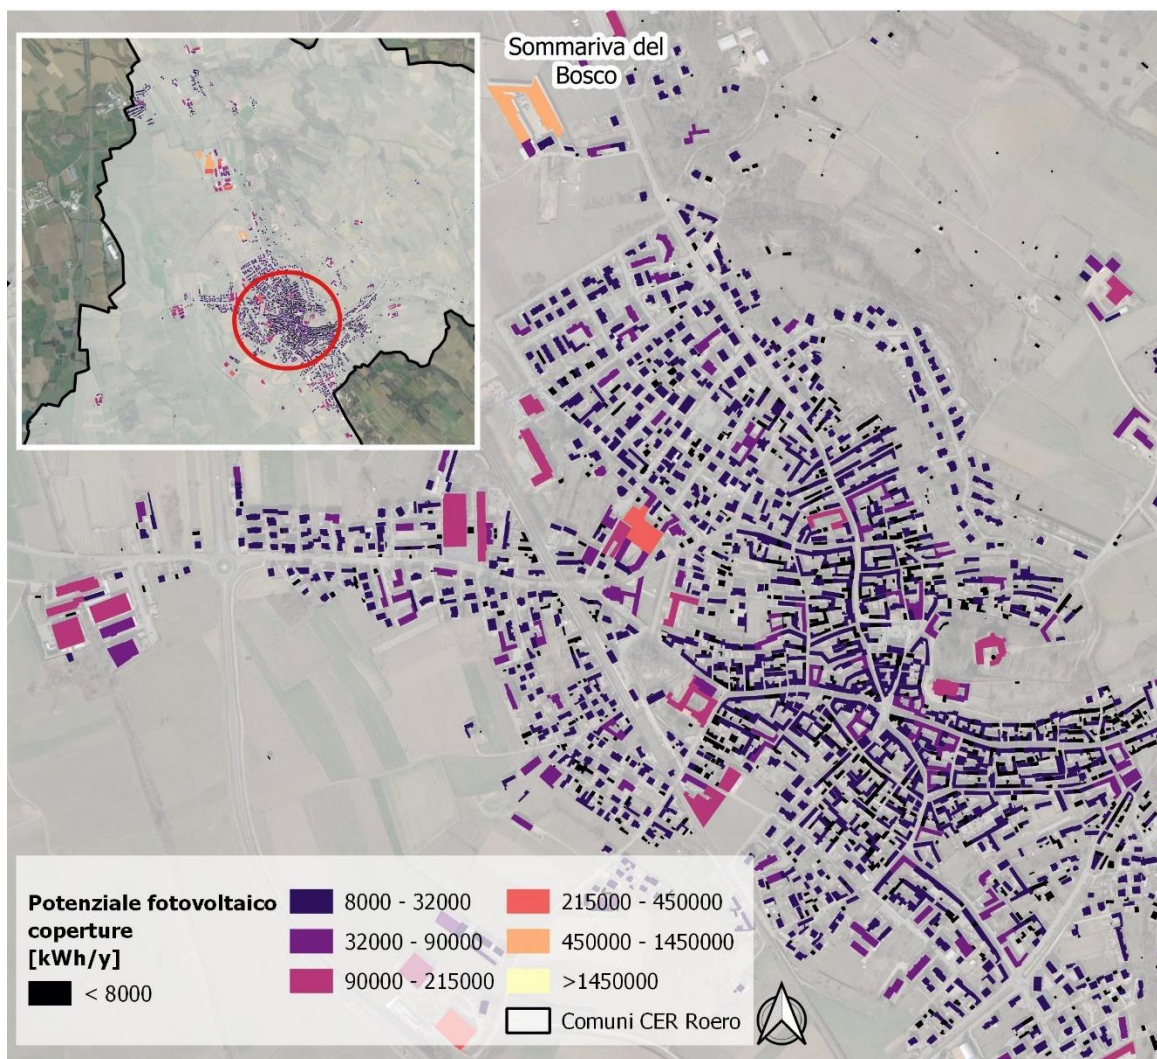 Sommariva del
Bosco
Potenziale fotovoltaico
coperture
[kWh/y]
< 8000
8000 - 32000
32000 - 90000
90000 - 215000
215000 - 450000
450000 - 1450000
>1450000
Comuni CER Roero